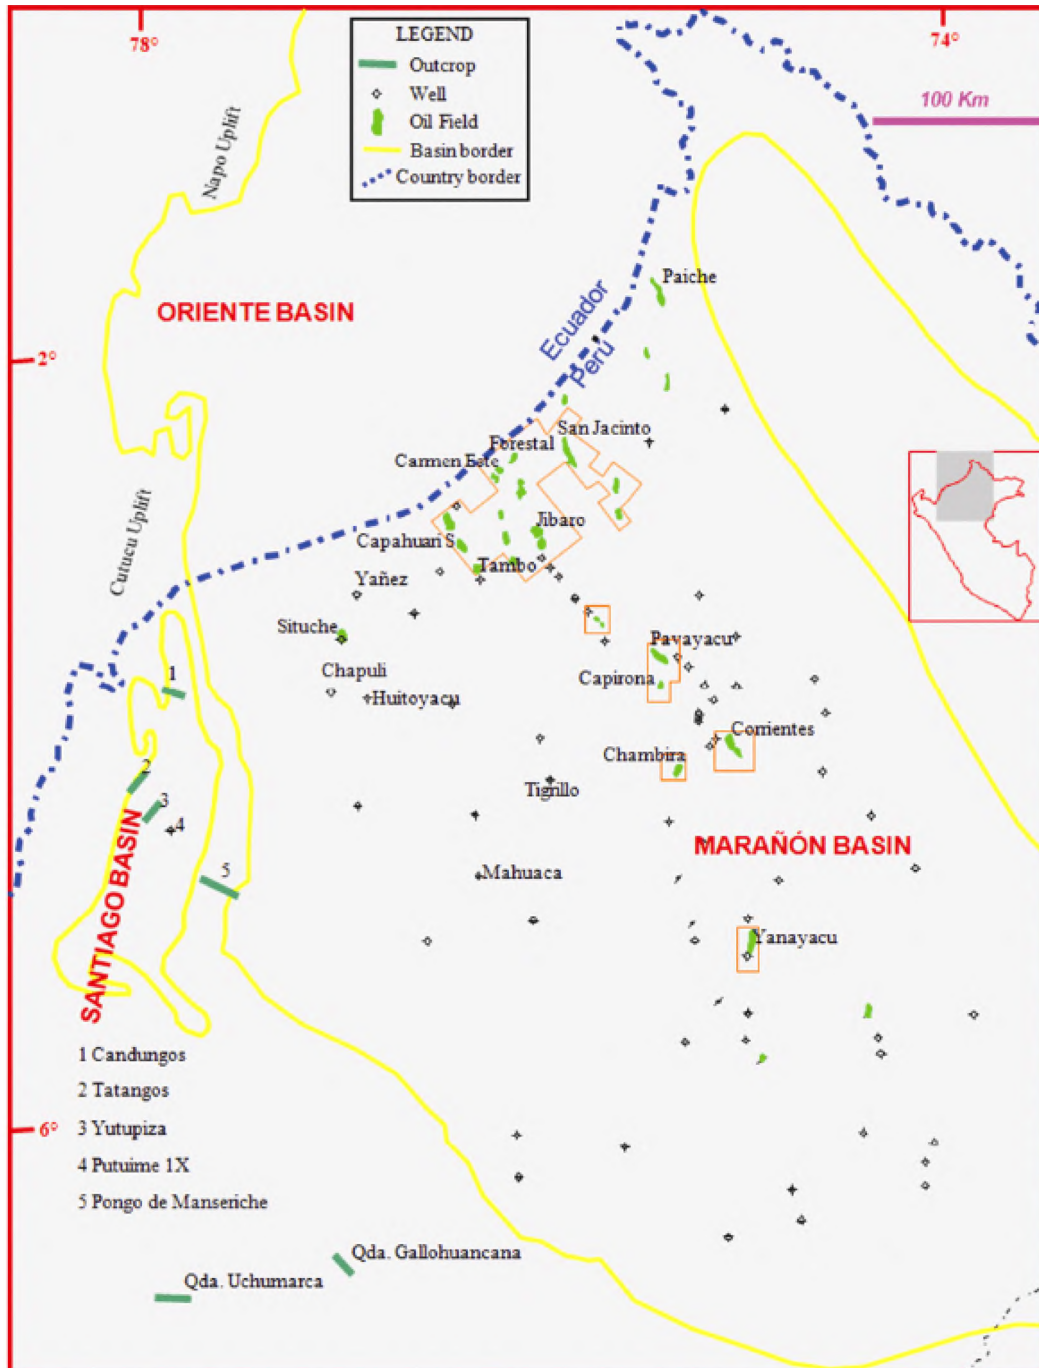 78°
74°
LEGEND
Outcrop
Well
Oil Field
Basin border
Country border
100 Km
Napo Uplift
ORIENTE BASIN
Paiche
Ecuador
Perú
2°
San Jacinto
Forestal
Carmen Este
Jibaro
Capahuari S
Tambo
Yañez
Cutucu Uplift
Situche
Pavayacu
1
Chapuli
Capirona
Huitoyacu
Corrientes
Chambira
2
Tigrillo
3
4
MARAÑÓN BASIN
5
Mahuaca
SANTIAGO BASIN
Yanayacu
1 Candungos
2 Tatangos
6°
3 Yutupiza
4 Putuime 1X
5 Pongo de Manseriche
Qda. Gallohuancana
Qda. Uchumarca